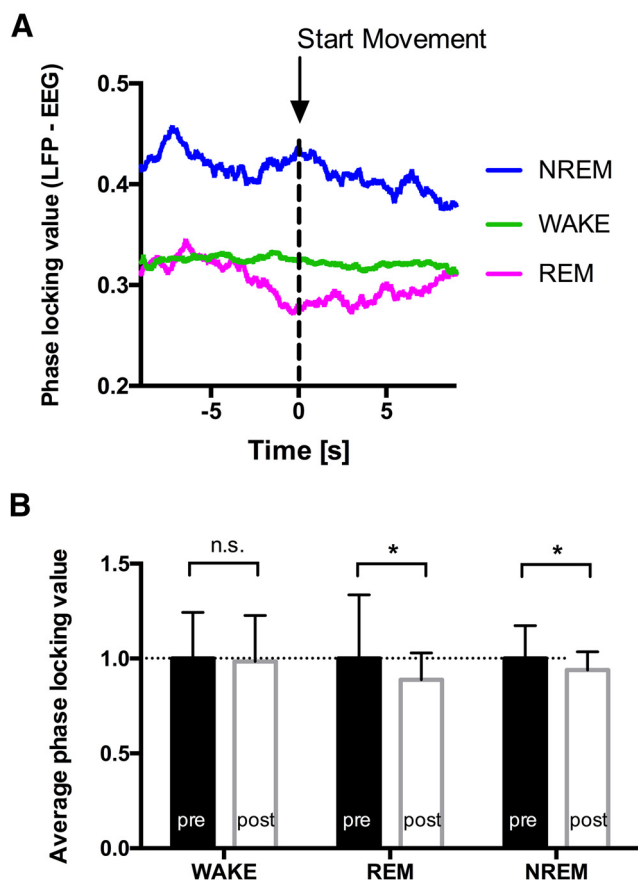 A
Start Movement
Phase locking value (LFP - EEG)
0.5
0.4
0.3
0.2
NREM
WAKE
REM
-5
0
5
Time [s]
B
Average phase locking value
1.5
1.0
0.5
0.0
n.s.
*
*
pre
post
pre
post
pre
post
WAKE
REM
NREM